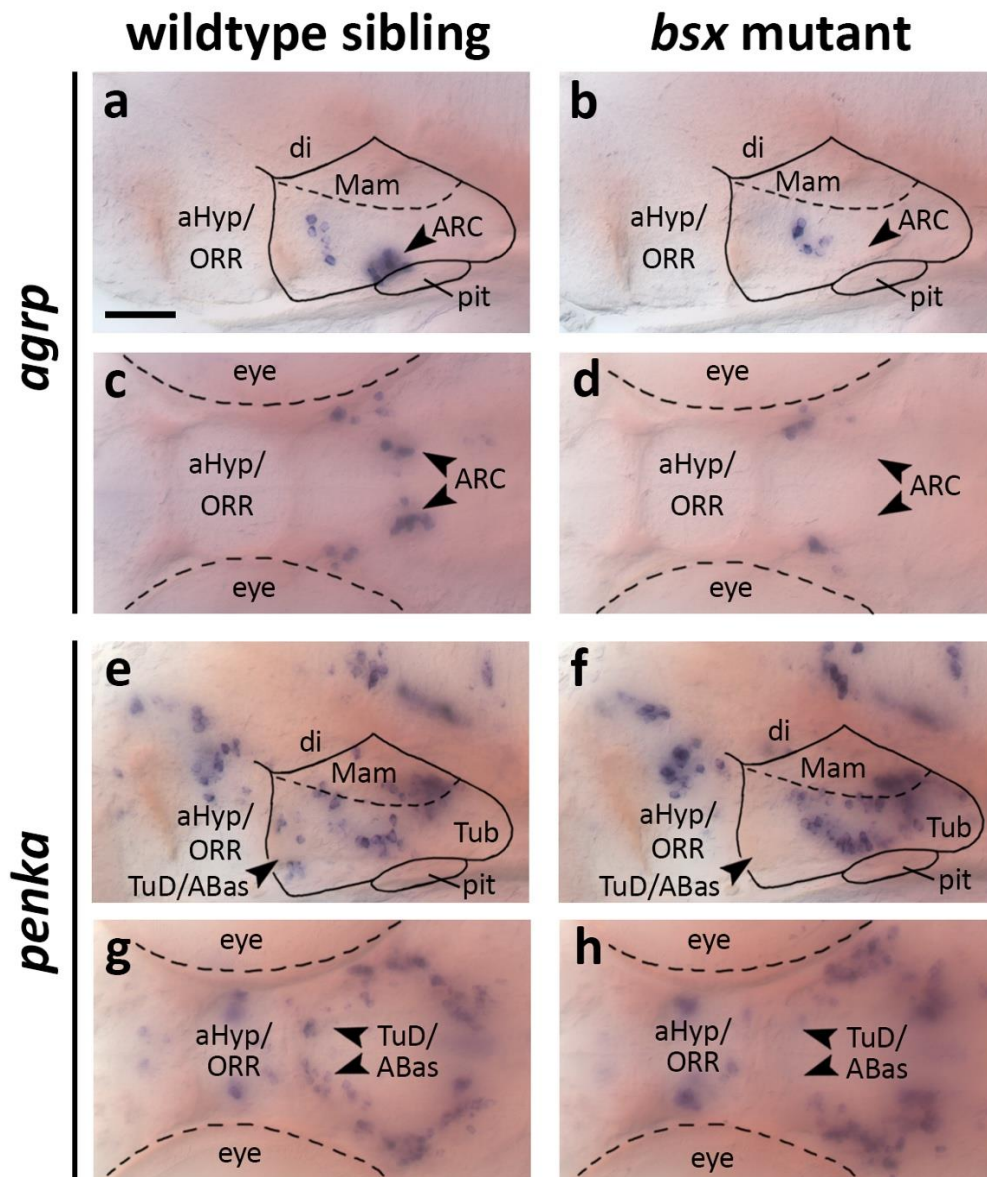 wildtype sibling
bsx mutant
agrp
a
di
Mam
aHyp/
ORR
ARC
pit
b
di
Mam
aHyp/
ORR
ARC
pit
c
eye
aHyp/
ORR
ARC
eye
d
eye
aHyp/
ORR
ARC
eye
penka
e
di
Mam
aHyp/
ORR
Tub
TuD/ABas
pit
f
di
Mam
aHyp/
ORR
Tub
TuD/ABas
pit
g
eye
aHyp/
ORR
TuD/
ABas
eye
h
eye
aHyp/
ORR
TuD/
ABas
eye